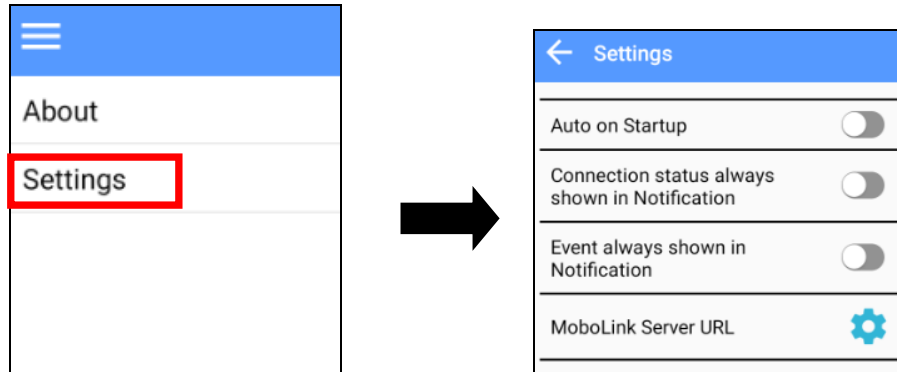 About
Settings
Settings
Auto on Startup
Connection status always
shown in Notification
Event always shown in
Notification
MoboLink Server URL